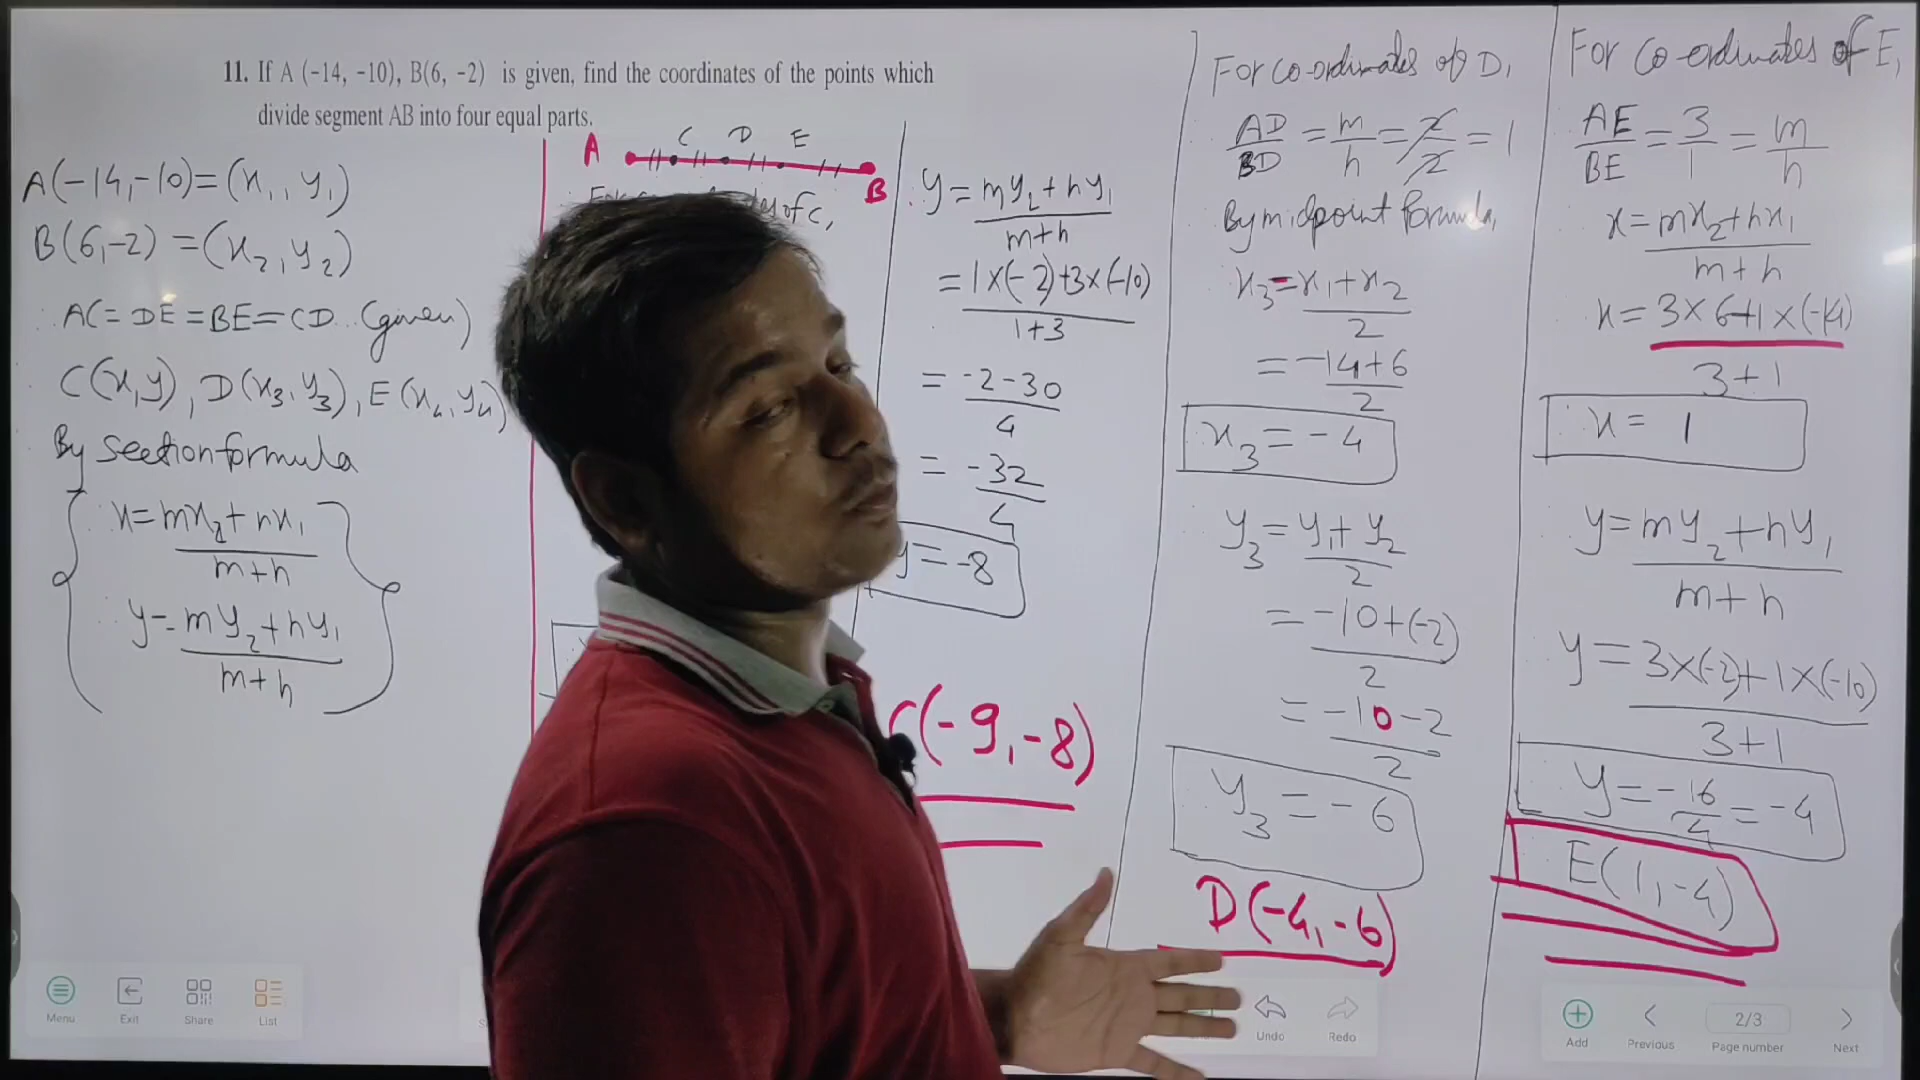 11. If A (-14, -10), B(6, -2) is given, find the coordinates of the points which
divide segment AB into four equal parts.
A C D E B
A(-14,-10)=(x₁, y₁)
B(6,-2) =(x₂, y₂)
AC=DE=BE=CD...(given)
C(x,y), D(x₃,y₃), E(x₄,y₄)
By Section formula
x=mx₂+nx₁
m+n
y=my₂+ny₁
m+n
of C,
y=my₂+ny₁
m+n
=1×(-2)+3×(-10)
1+3
=-2-30
4
=-32
4
y=-8
C(-9,-8)
For co-ordinates of D,
AD/BD=m/n=2/2=1
By midpoint formula,
x₃=x₁+x₂
2
=-14+6
2
x₃=-4
y₃=y₁+y₂
2
=-10+(-2)
2
=-10-2
2
y₃=-6
D(-4,-6)
For co-ordinates of E,
AE/BE=3/1=m/n
x=mx₂+nx₁
m+n
x=3×6+1×(-14)
3+1
x= 1
y=my₂+ny₁
m+n
y=3×(-2)+1×(-10)
3+1
y=-16/4=-4
E(1,-4)
Menu Exit Share List
Undo Redo
Add Previous 2/3 Page number Next